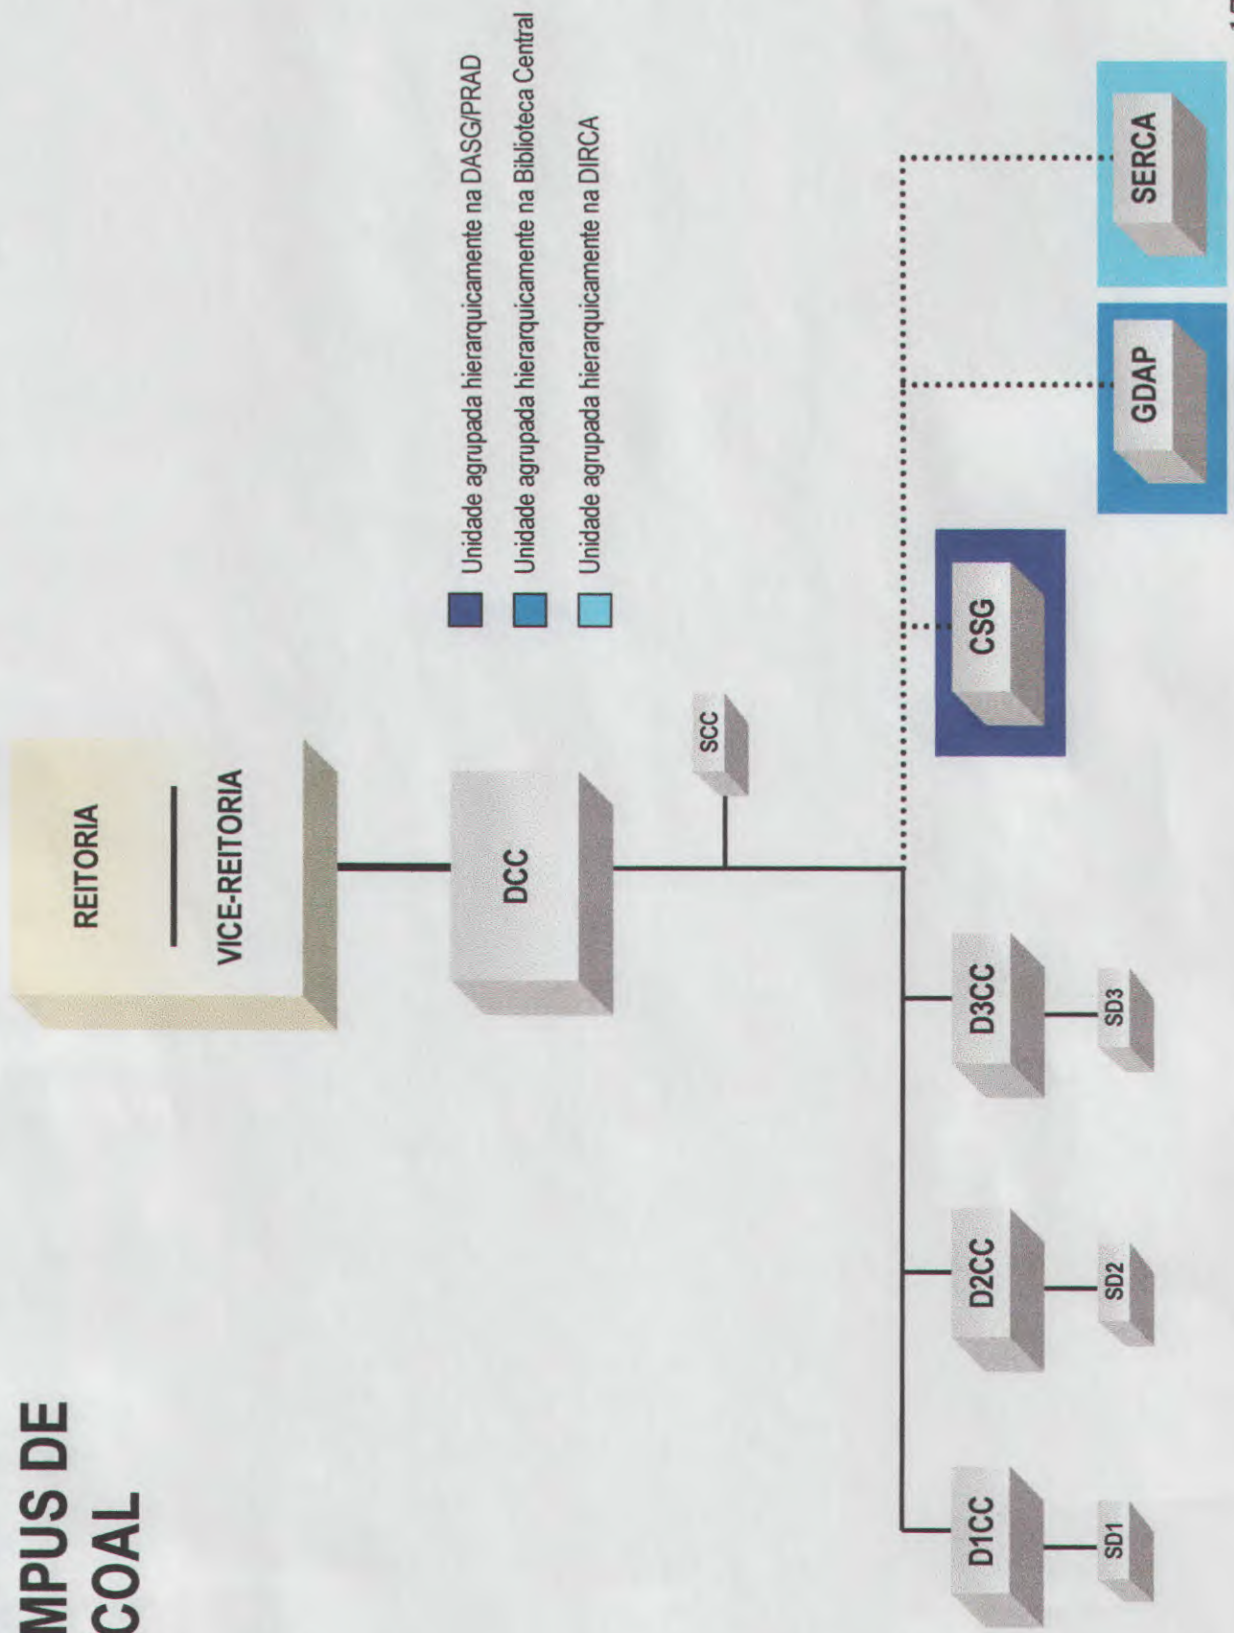 MPUS DE
COAL
REITORIA
VICE-REITORIA
DCC
SCC
Unidade agrupada hierarquicamente na DASG/PRAD
Unidade agrupada hierarquicamente na Biblioteca Central
Unidade agrupada hierarquicamente na DIRCA
D1CC
D2CC
D3CC
CSG
SD1
SD2
SD3
GDAP
SERCA